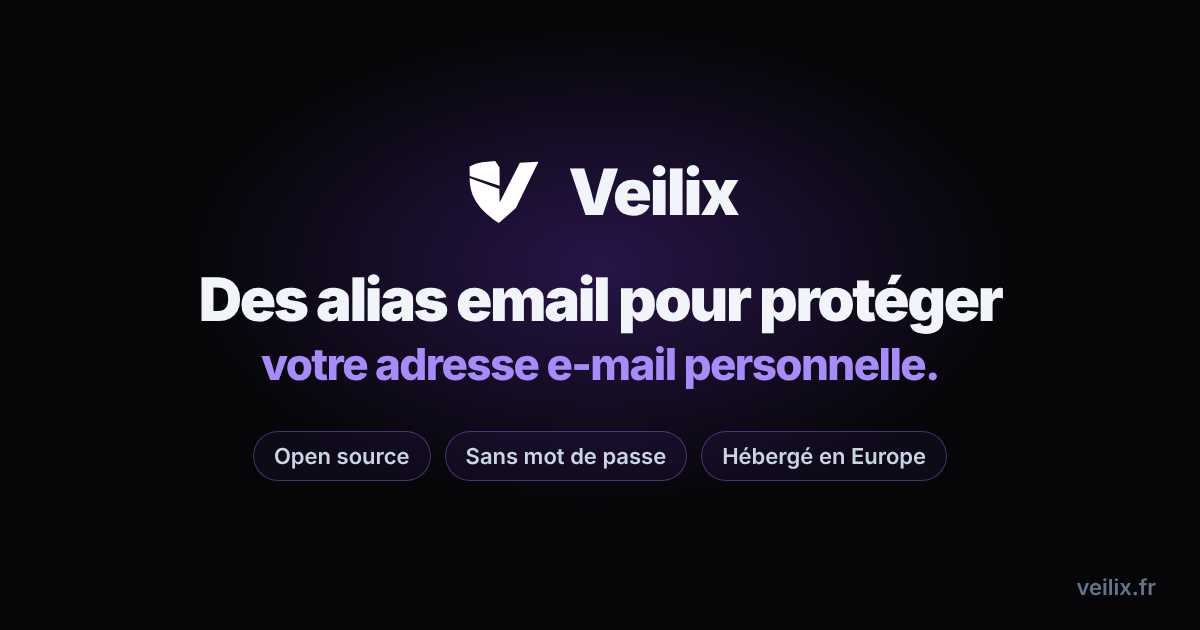 Veilix
Des alias email pour protéger
votre adresse e-mail personnelle.
Open source
Sans mot de passe
Hébergé en Europe
veilix.fr